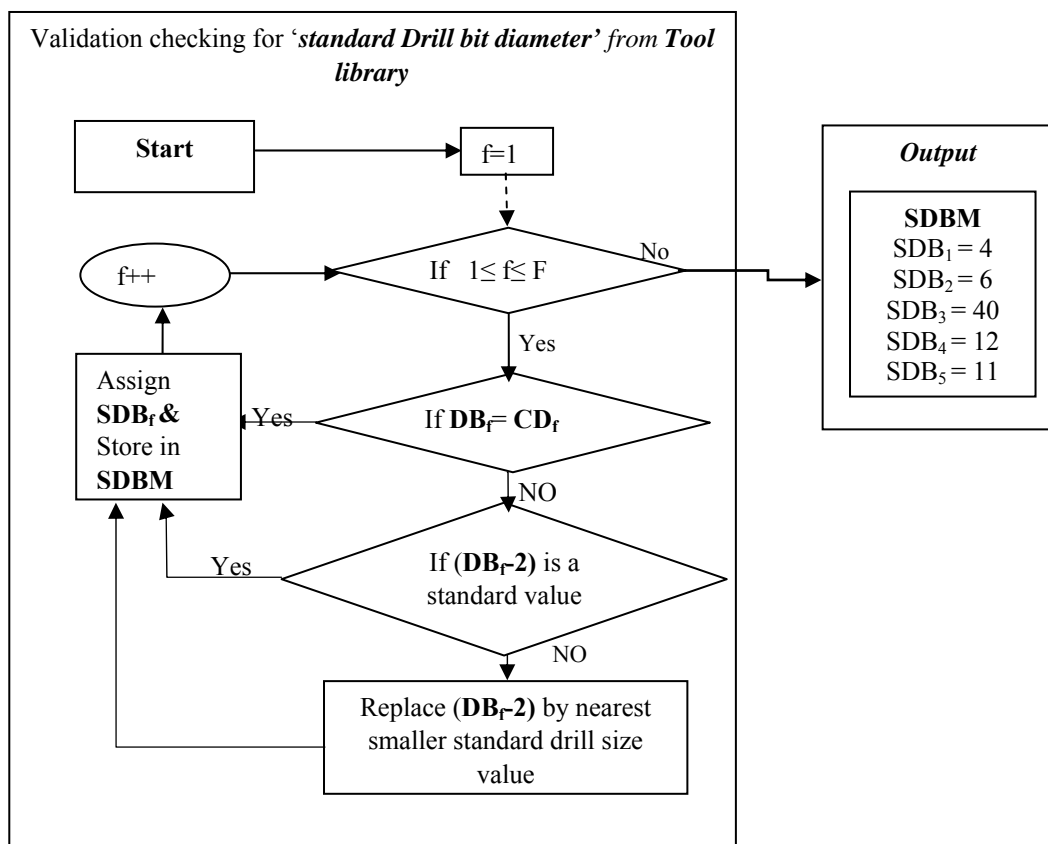 Validation checking for ‘standard Drill bit diameter’ from Tool
library
Start
f=1
f++
If 1≤ f≤ F
No
Yes
Assign
SDBf &
Store in
SDBM
Yes
If DBf= CDf
NO
Yes
If (DBf-2) is a
standard value
NO
Replace (DBf-2) by nearest
smaller standard drill size
value
Output
SDBM
SDB1 = 4
SDB2 = 6
SDB3 = 40
SDB4 = 12
SDB5 = 11